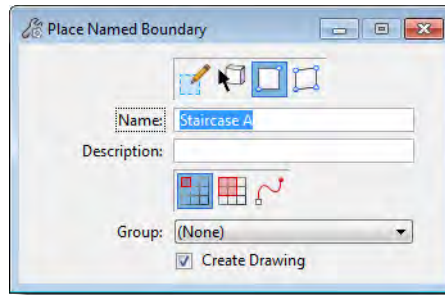 Place Named Boundary
Name: Staircase A
Description:
Group: (None)
Create Drawing